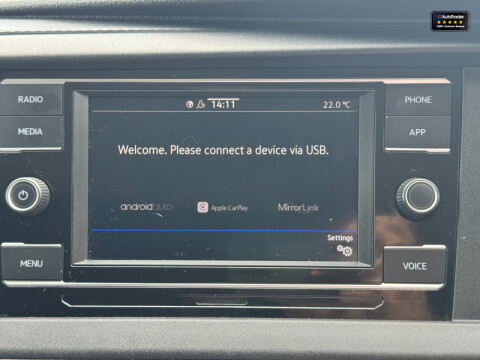 AutoTrader
RADIO
MEDIA
MENU
14:11
22.0 °C
Welcome. Please connect a device via USB.
androidauto
Apple CarPlay
MirrorLink
Settings
PHONE
APP
VOICE